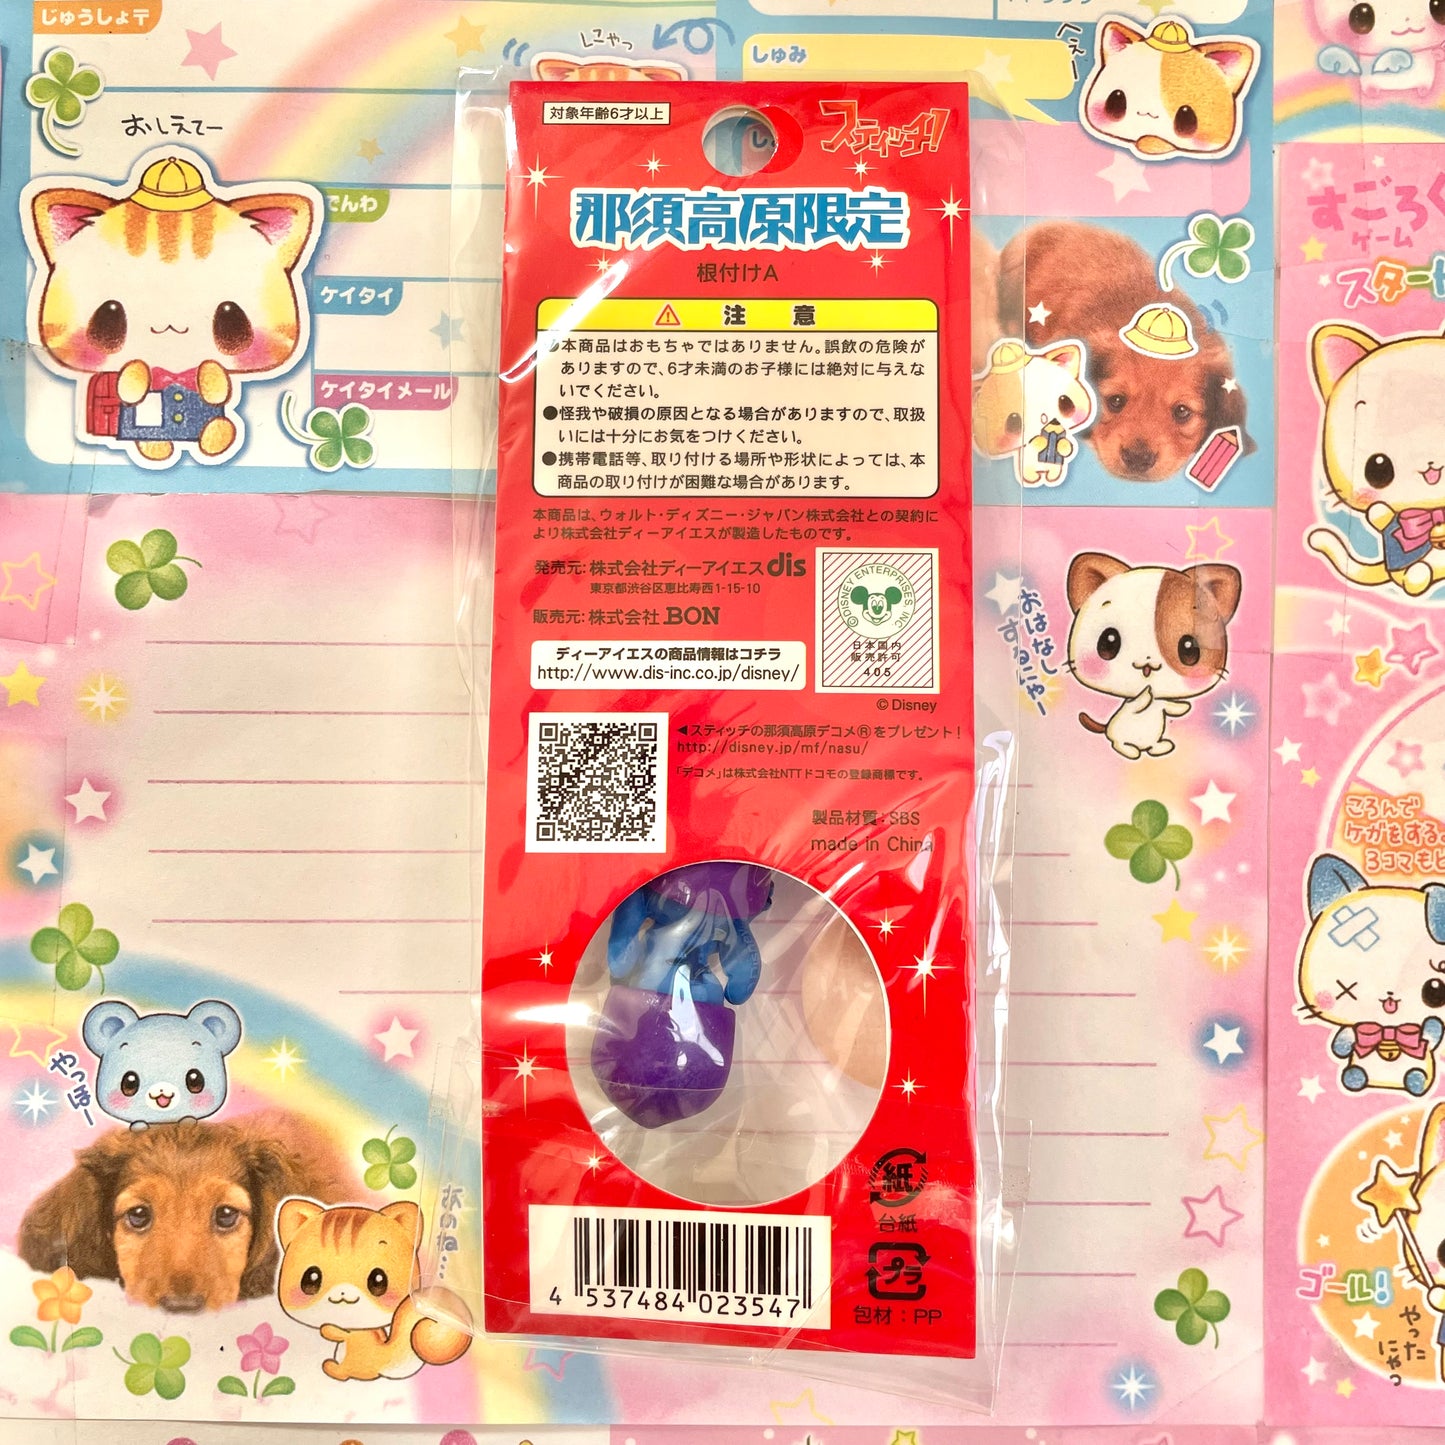 じゅうしょ〒
おしえてー
でんわ
ケイタイ
ケイタイメール
にゃっ
しゅみ
へぇー
対象年齢6才以上
スティッチ!
那須高原限定
根付けA
注 意
●本商品はおもちゃではありません。誤飲の危険が
ありますので、6才未満のお子様には絶対に与えな
いでください。
●怪我や破損の原因となる場合がありますので、取扱
いには十分にお気をつけください。
●携帯電話等、取り付ける場所や形状によっては、本
商品の取り付けが困難な場合があります。
本商品は、ウォルト・ディズニー・ジャパン株式会社との契約に
より株式会社ディーアイエスが製造したものです。
発売元:株式会社ディーアイエス dis
東京都渋谷区恵比寿西1-15-10
販売元:株式会社 BON
ディーアイエスの商品情報はコチラ
http://www.dis-inc.co.jp/disney/
©DISNEY ENTERPRISES, INC.
日本国内
販売許可
405
©Disney
◀スティッチの那須高原デコメ®をプレゼント!
http://disney.jp/mf/nasu/
「デコメ」は株式会社NTTドコモの登録商標です。
製品材質:SBS
made in China
紙
台紙
プラ
包材:PP
4 537484 023547
すごろく
ゲーム
おはなし
するにゃー
ころんで
ケガをする。
3コマもど
やっほー
あのね…
ゴール!
やった
にゃっ